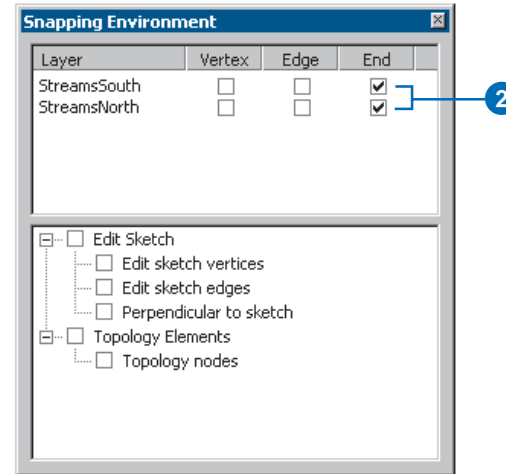 Snapping Environment
Layer Vertex Edge End
StreamsSouth
StreamsNorth
2
Edit Sketch
Edit sketch vertices
Edit sketch edges
Perpendicular to sketch
Topology Elements
Topology nodes